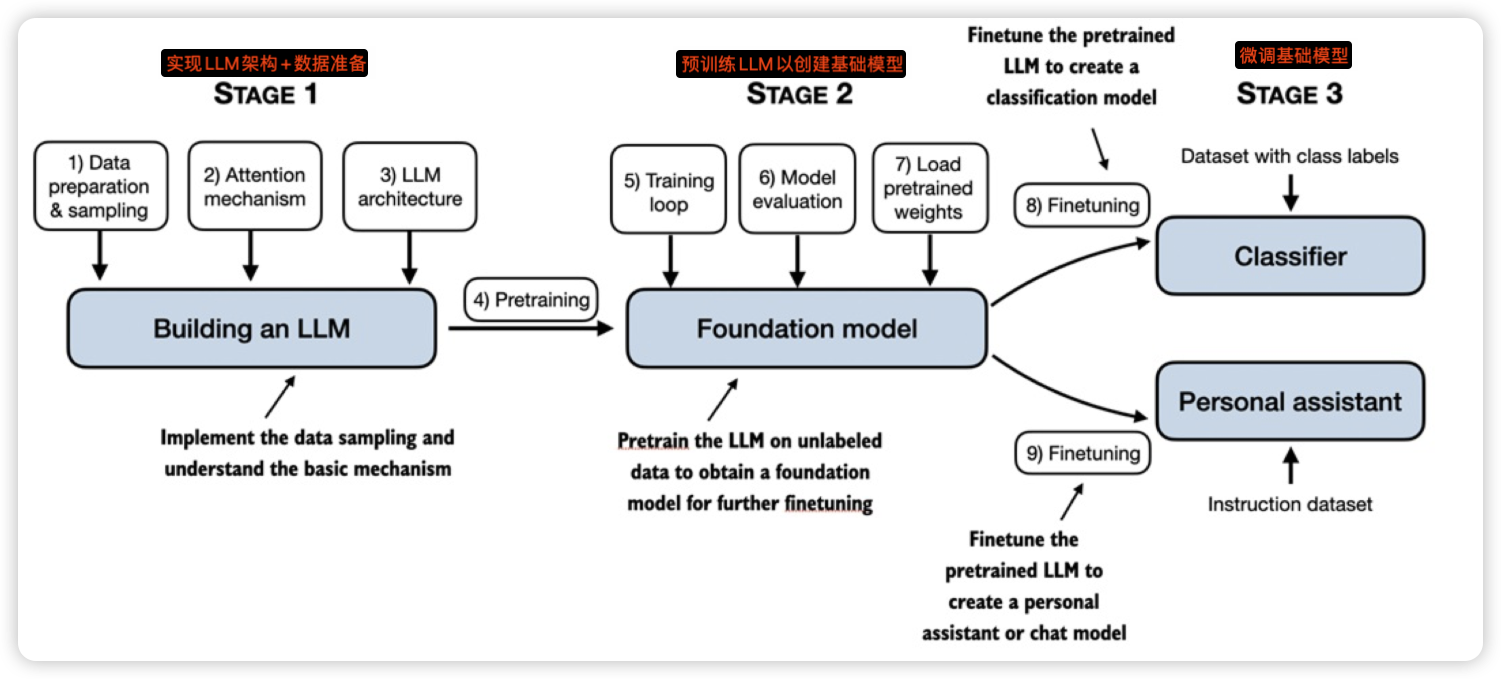 实现LLM架构+数据准备
STAGE 1
1) Data
preparation
& sampling
2) Attention
mechanism
3) LLM
architecture
Building an LLM
Implement the data sampling and
understand the basic mechanism
4) Pretraining
预训练LLM以创建基础模型
STAGE 2
5) Training
loop
6) Model
evaluation
7) Load
pretrained
weights
Foundation model
Pretrain the LLM on unlabeled
data to obtain a foundation
model for further finetuning
Finetune the pretrained
LLM to create a
classification model
微调基础模型
STAGE 3
8) Finetuning
Dataset with class labels
Classifier
Personal assistant
9) Finetuning
Instruction dataset
Finetune the
pretrained LLM to
create a personal
assistant or chat model